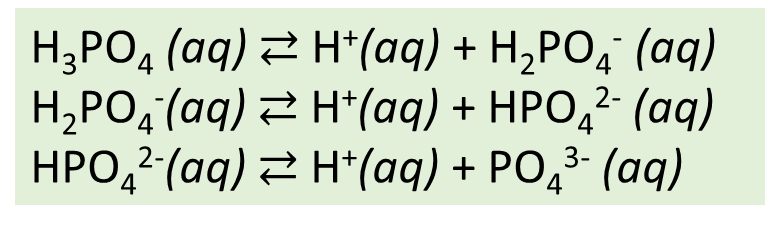 H₃PO₄ (aq) ⇄ H⁺(aq) + H₂PO₄⁻ (aq)
H₂PO₄⁻(aq) ⇄ H⁺(aq) + HPO₄²⁻ (aq)
HPO₄²⁻(aq) ⇄ H⁺(aq) + PO₄³⁻ (aq)